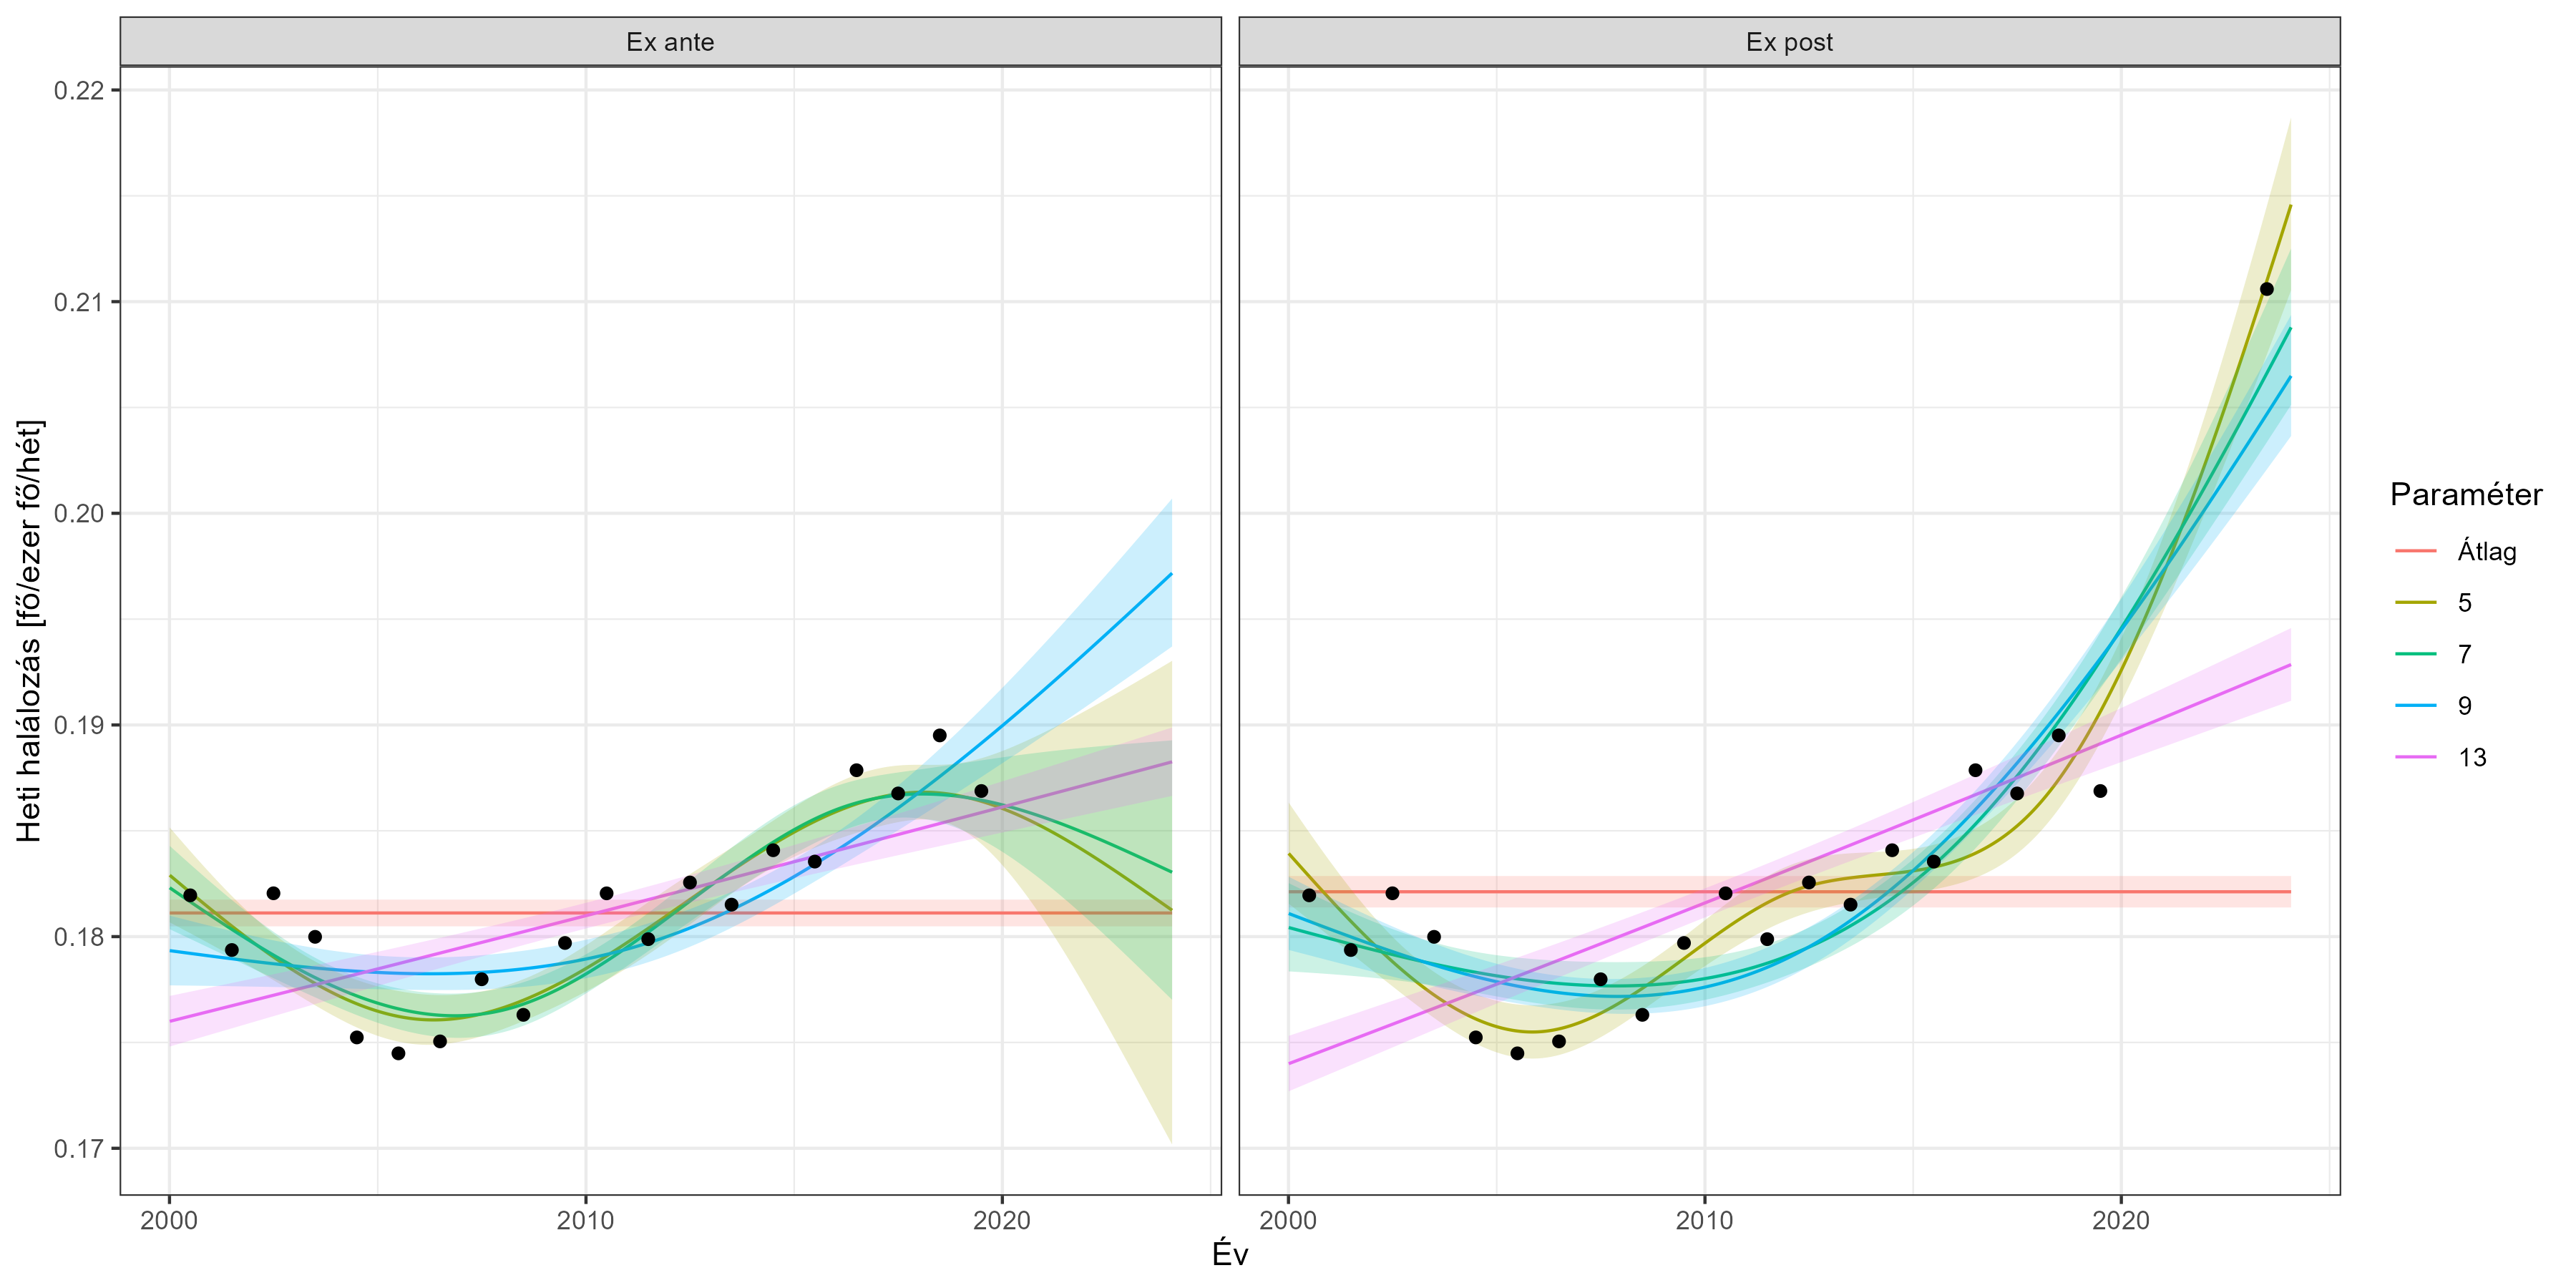 Ex ante
Ex post
0.22
0.21
0.20
0.19
0.18
0.17
Heti halálozás [fő/ezer fő/hét]
2000
2010
2020
2000
2010
2020
Év
Paraméter
Átlag
5
7
9
13